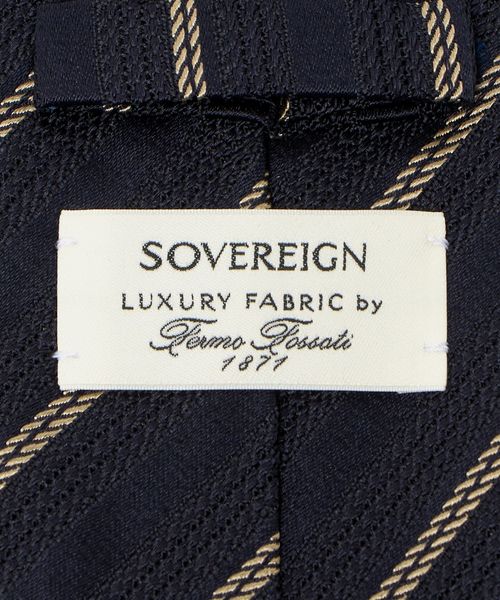 SOVEREIGN
LUXURY FABRIC by
Fermo Fossati
1871